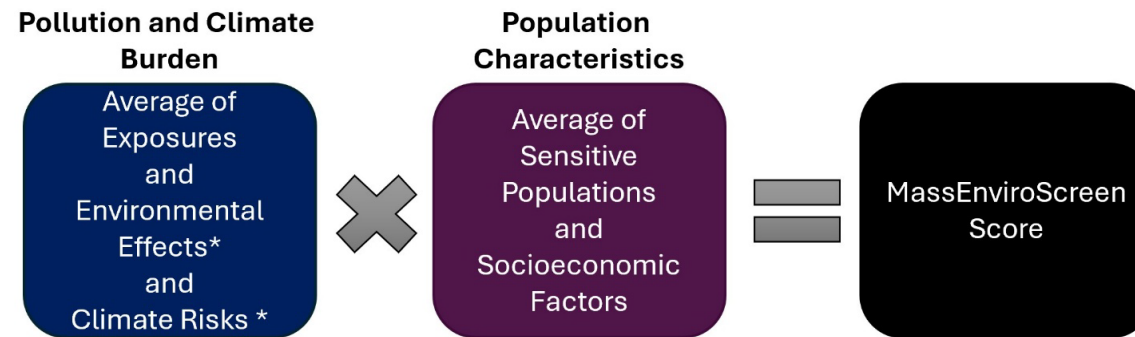 Pollution and Climate
Burden
Average of
Exposures
and
Environmental
Effects*
and
Climate Risks *
Population
Characteristics
Average of
Sensitive
Populations
and
Socioeconomic
Factors
MassEnviroScreen
Score